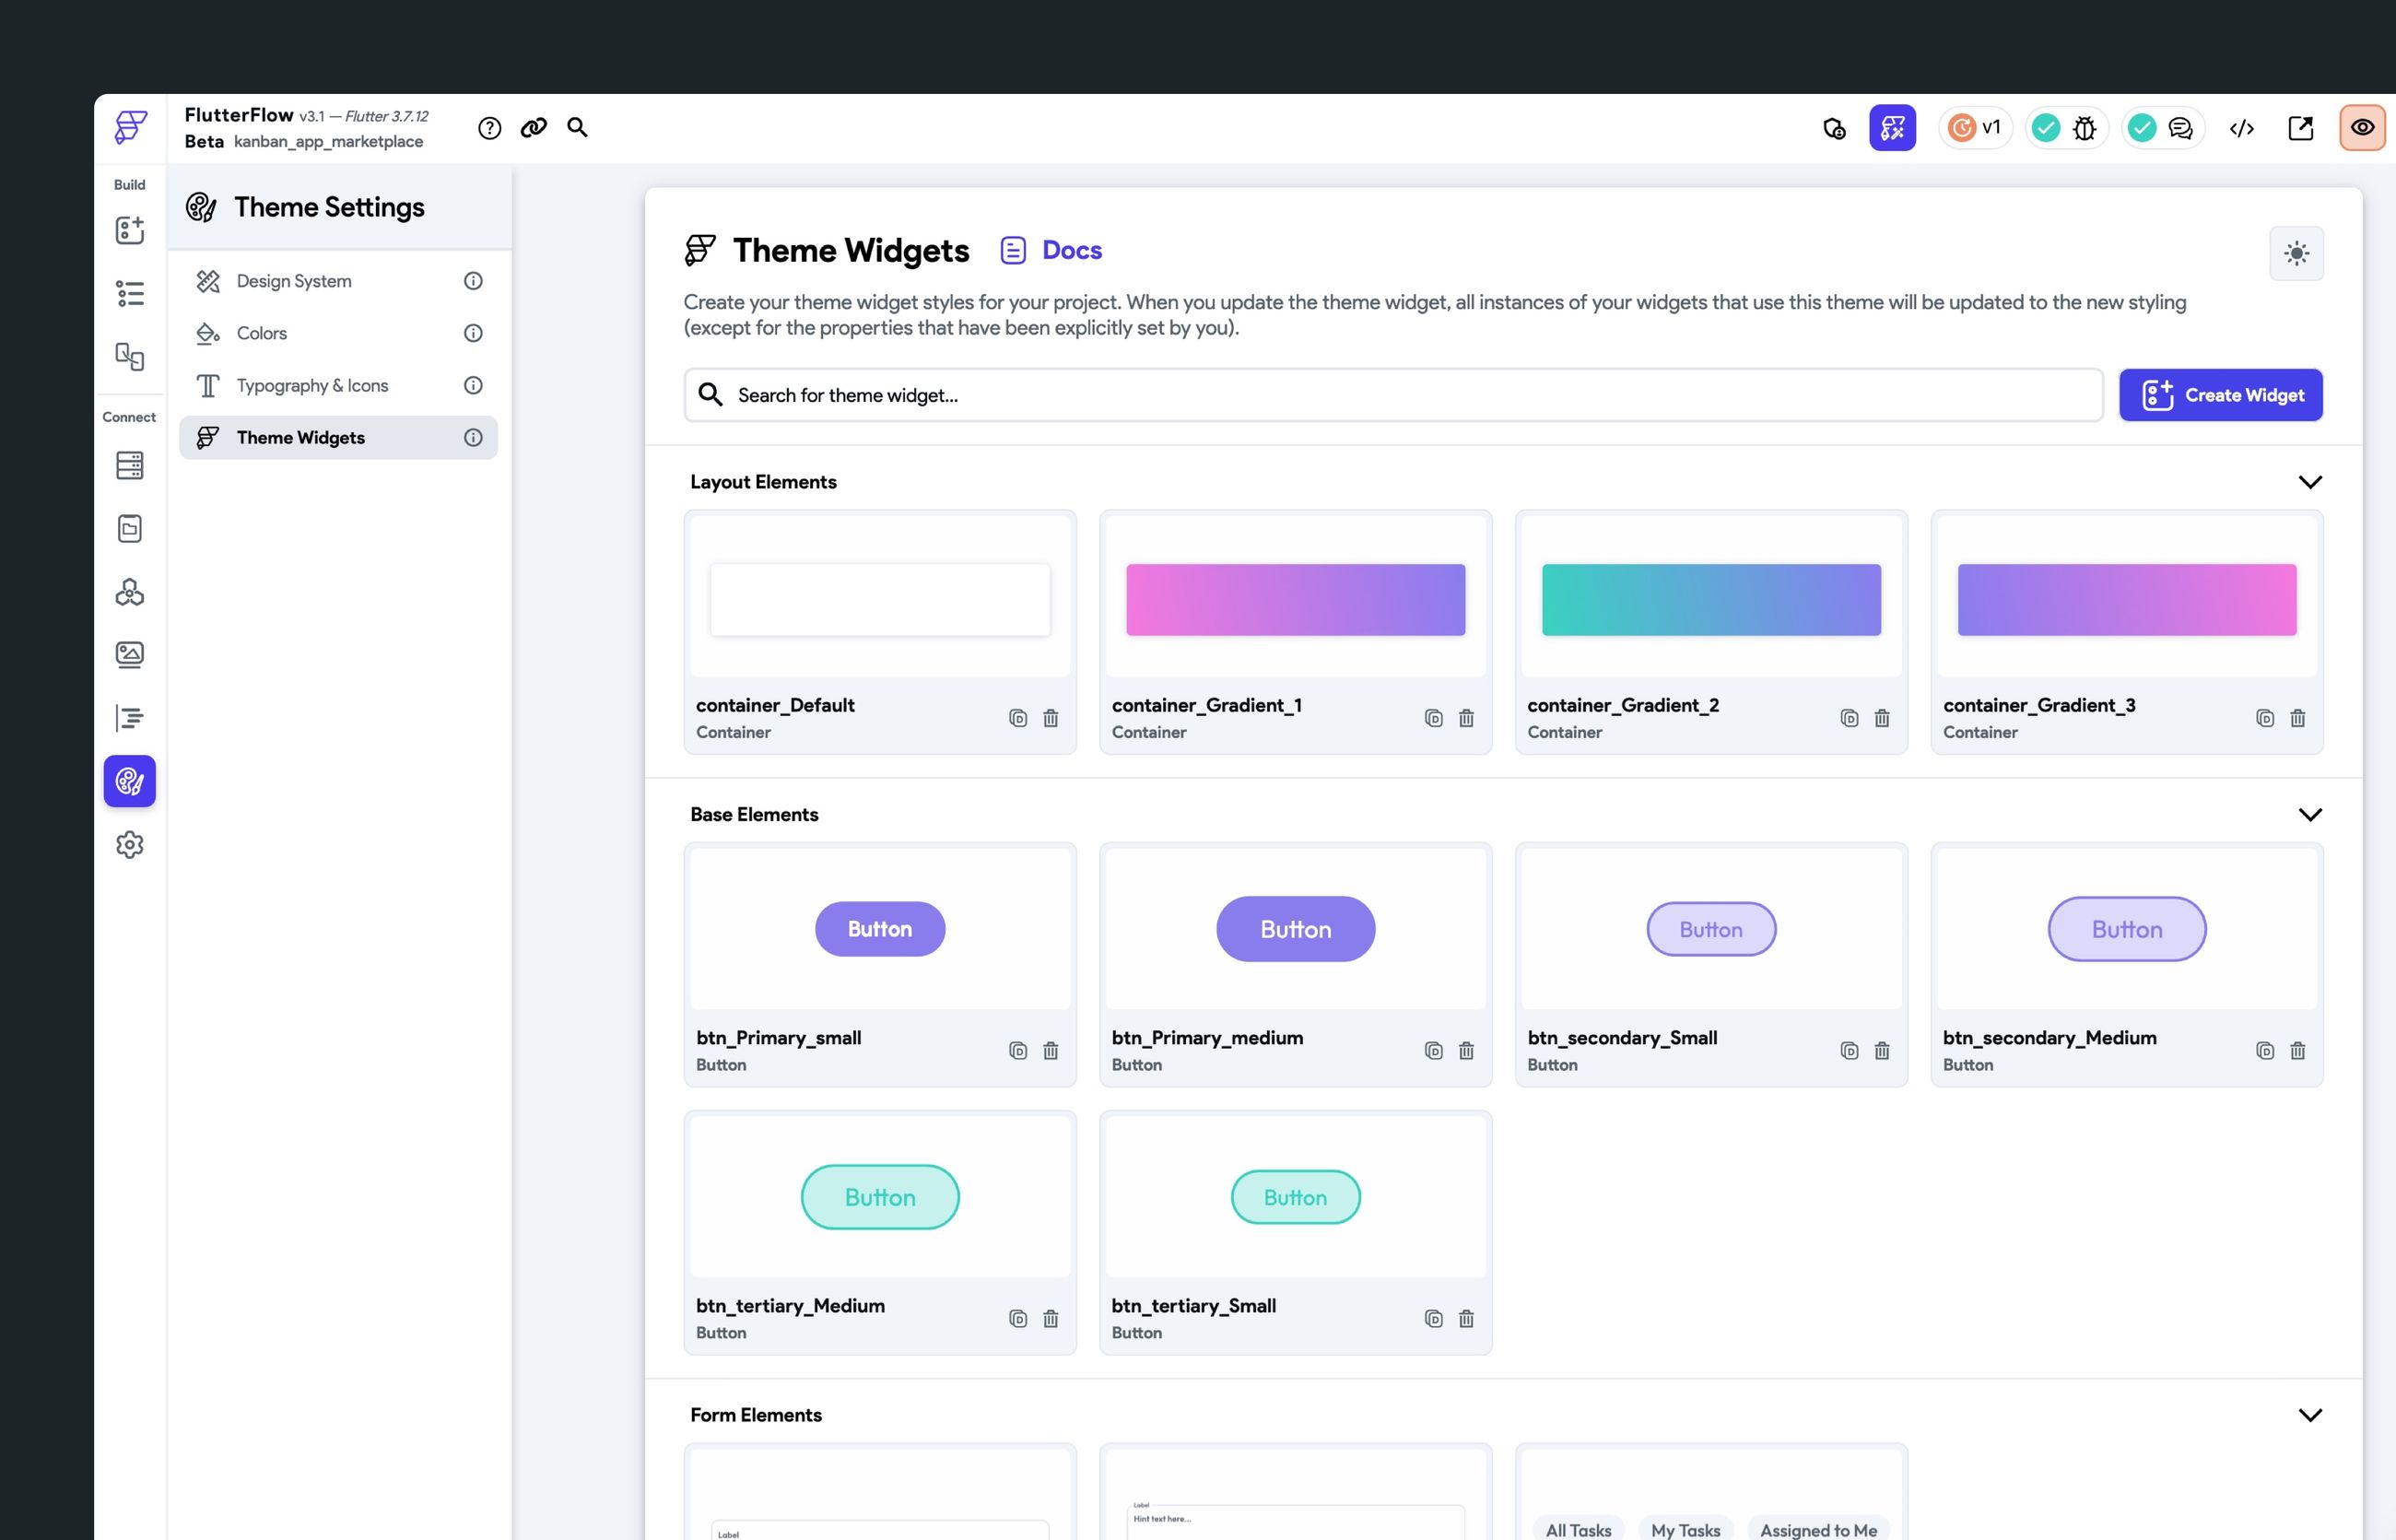 FlutterFlow v3.1 — Flutter 3.7.12
Beta kanban_app_marketplace
v1
Build
Connect
Theme Settings
Design System
Colors
Typography & Icons
Theme Widgets
Theme Widgets
Docs
Create your theme widget styles for your project. When you update the theme widget, all instances of your widgets that use this theme will be updated to the new styling
(except for the properties that have been explicitly set by you).
Search for theme widget...
Create Widget
Layout Elements
container_Default
Container
container_Gradient_1
Container
container_Gradient_2
Container
container_Gradient_3
Container
Base Elements
Button
btn_Primary_small
Button
Button
btn_Primary_medium
Button
Button
btn_secondary_Small
Button
Button
btn_secondary_Medium
Button
Button
btn_tertiary_Medium
Button
Button
btn_tertiary_Small
Button
Form Elements
Label
Label
Hint text here...
All Tasks
My Tasks
Assigned to Me